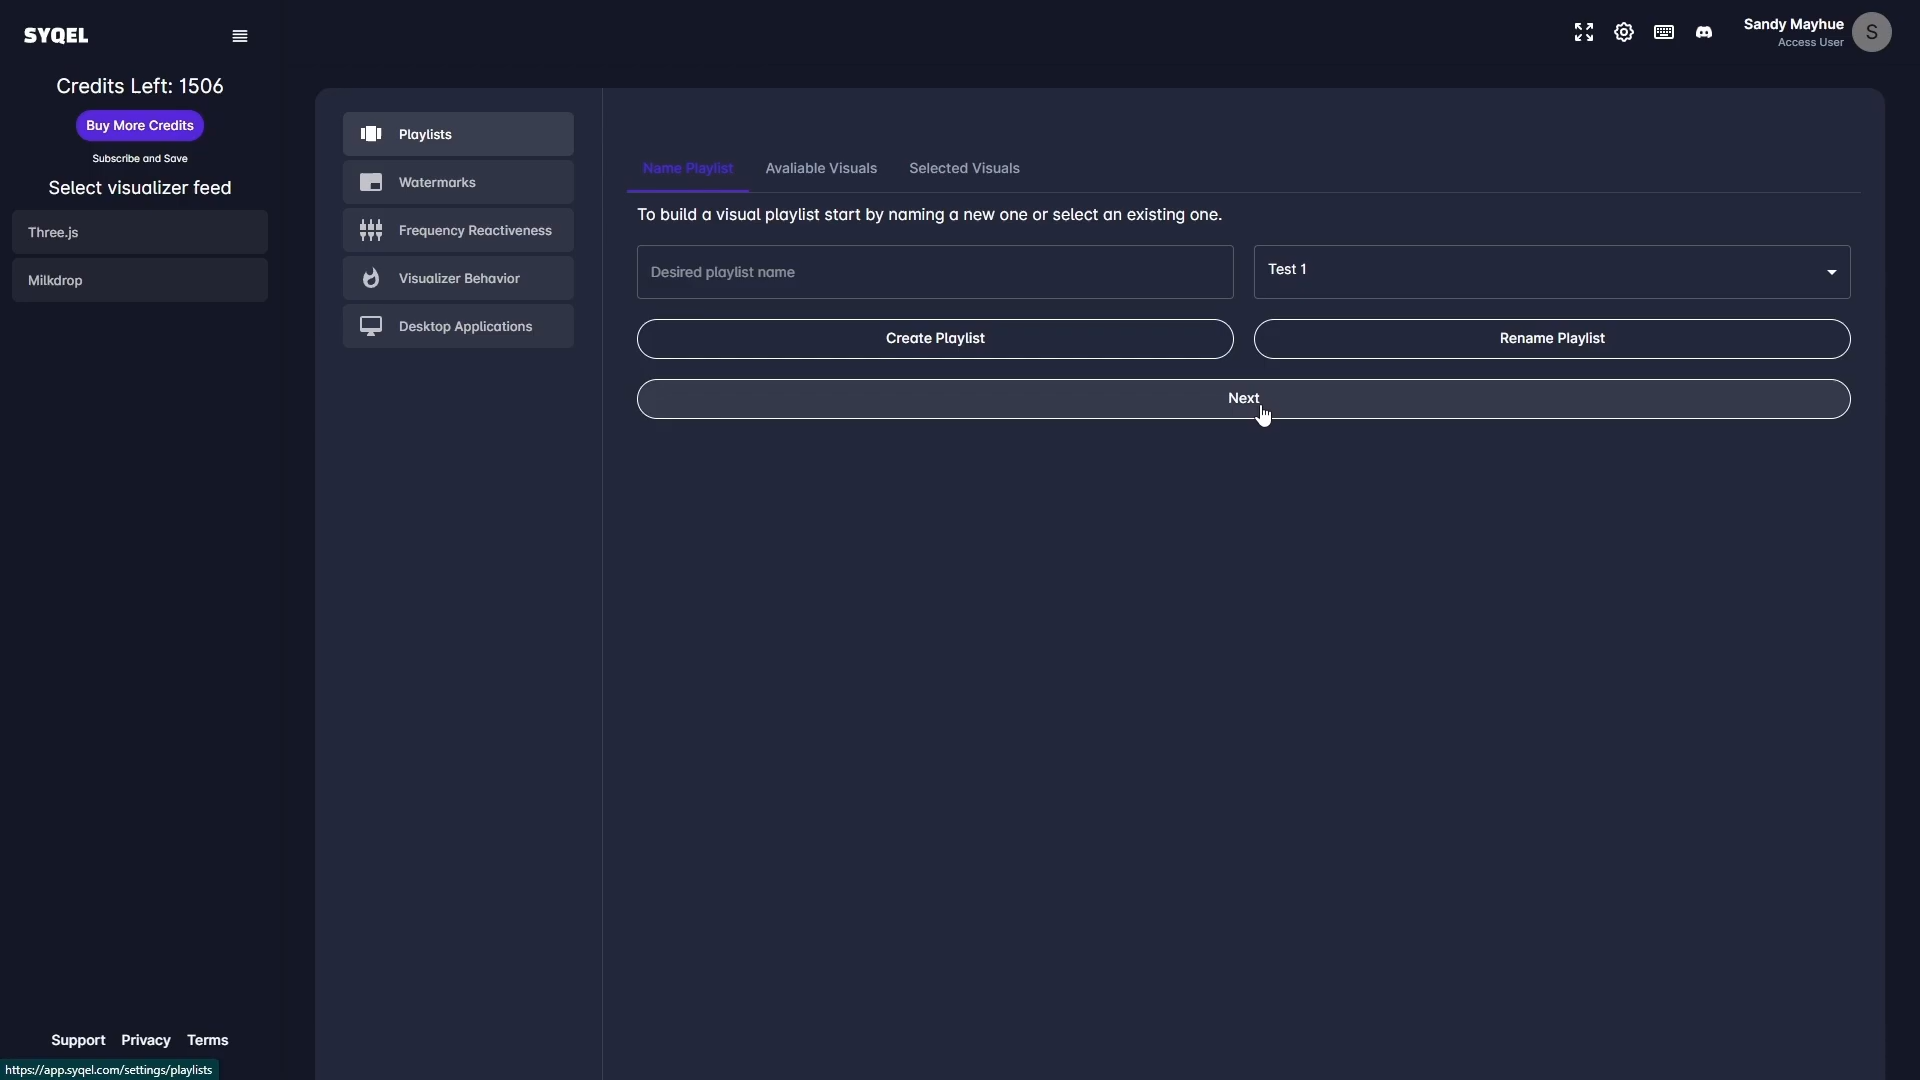 SYQEL
Credits Left: 1506
Buy More Credits
Subscribe and Save
Select visualizer feed
Three.js
Milkdrop
Support Privacy Terms
https://app.syqel.com/settings/playlists
Sandy Mayhue
Access User
S
Playlists
Watermarks
Frequency Reactiveness
Visualizer Behavior
Desktop Applications
Name Playlist Avaliable Visuals Selected Visuals
To build a visual playlist start by naming a new one or select an existing one.
Desired playlist name
Test 1
Create Playlist
Rename Playlist
Next